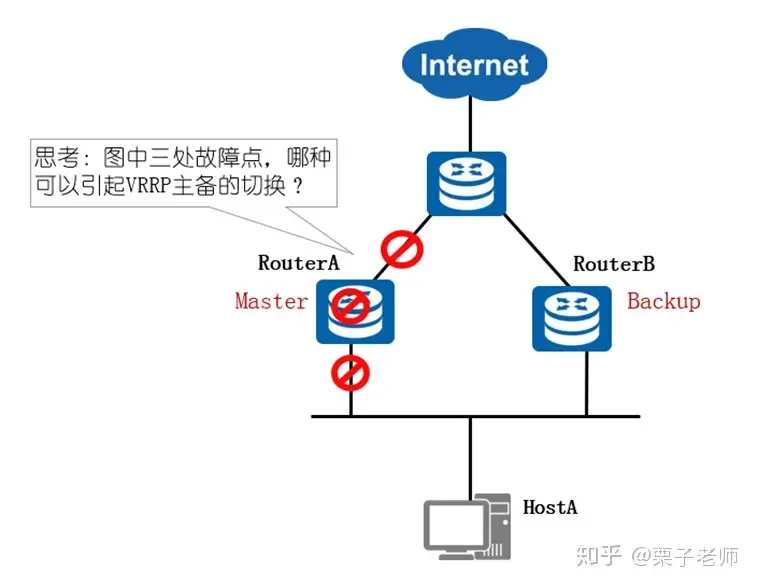 Internet
思考：图中三处故障点，哪种
可以引起VRRP主备的切换？
RouterA
RouterB
Master
Backup
HostA
知乎 @栗子老师